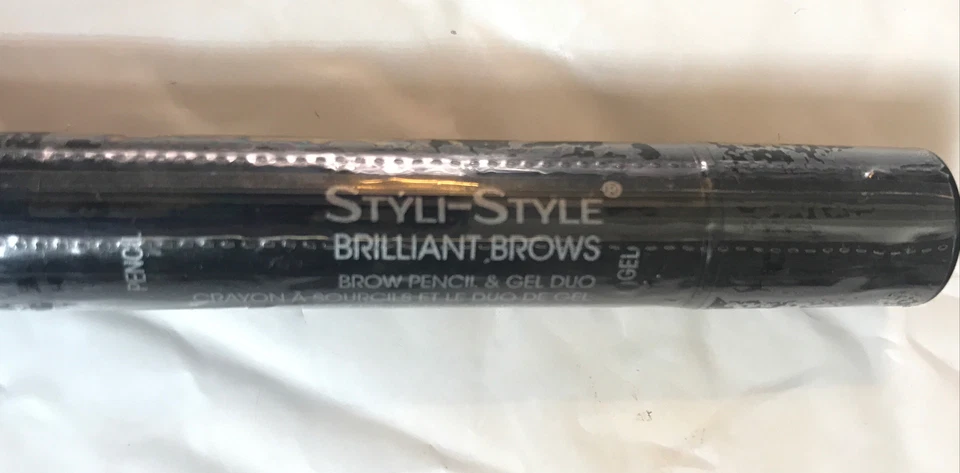 STYLI-STYLE®
BRILLIANT BROWS
BROW PENCIL & GEL DUO
CRAYON À SOURCILS ET LE DUO DE GEL
PENCIL
GEL